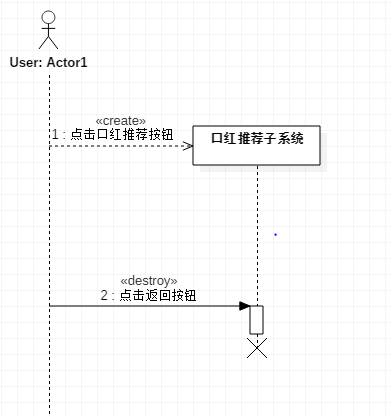 User: Actor1
«create»
1 : 点击口红推荐按钮
口红推荐子系统
«destroy»
2 : 点击返回按钮